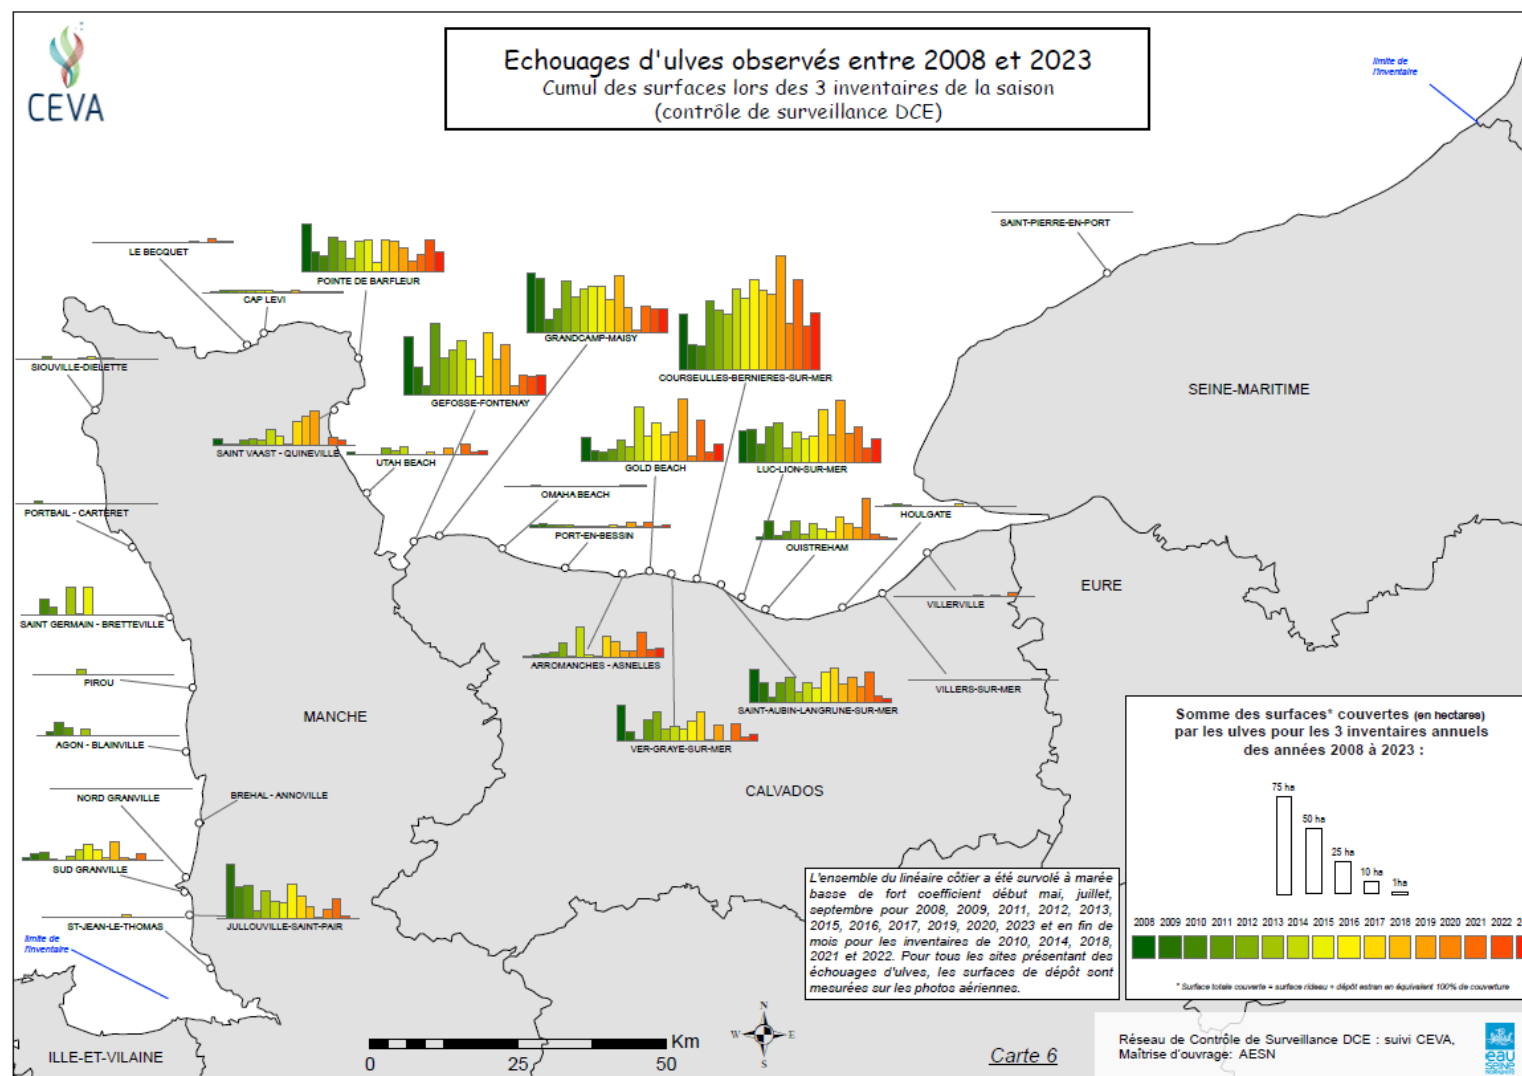 CEVA
Echouages d'ulves observés entre 2008 et 2023
Cumul des surfaces lors des 3 inventaires de la saison
(contrôle de surveillance DCE)
limite de
l'inventaire
SAINT-PIERRE-EN-PORT
LE BECQUET
POINTE DE BARFLEUR
CAP LEVI
GRANDCAMP-MAISY
SIOUVILLE-DIELETTE
COURSEULLES-BERNIERES-SUR-MER
SEINE-MARITIME
GEFOSSE-FONTENAY
SAINT VAAST - QUINEVILLE
UTAH BEACH
GOLD BEACH
LUC-LION-SUR-MER
OMAHA BEACH
PORTBAIL - CARTERET
HOULGATE
PORT-EN-BESSIN
OUISTREHAM
EURE
VILLERVILLE
SAINT GERMAIN - BRETTEVILLE
ARROMANCHES - ASNELLES
PIROU
VILLERS-SUR-MER
SAINT-AUBIN-LANGRUNE-SUR-MER
MANCHE
AGON - BLAINVILLE
VER-GRAYE-SUR-MER
CALVADOS
NORD GRANVILLE
BREHAL - ANNOVILLE
SUD GRANVILLE
ST-JEAN-LE-THOMAS
JULLOUVILLE-SAINT-PAIR
limite de
l'inventaire
ILLE-ET-VILAINE
Somme des surfaces* couvertes (en hectares)
par les ulves pour les 3 inventaires annuels
des années 2008 à 2023 :
75 ha
50 ha
25 ha
10 ha
1ha
2008 2009 2010 2011 2012 2013 2014 2015 2016 2017 2018 2019 2020 2021 2022 2
* Surface totale couverte = surface rideau + dépôt estran en équivalent 100% de couverture
L'ensemble du linéaire côtier a été survolé à marée
basse de fort coefficient début mai, juillet,
septembre pour 2008, 2009, 2011, 2012, 2013,
2015, 2016, 2017, 2019, 2020, 2023 et en fin de
mois pour les inventaires de 2010, 2014, 2018,
2021 et 2022. Pour tous les sites présentant des
échouages d'ulves, les surfaces de dépôt sont
mesurées sur les photos aériennes.
N
W E
S
Km
0 25 50
Carte 6
Réseau de Contrôle de Surveillance DCE : suivi CEVA,
Maîtrise d'ouvrage: AESN
eau